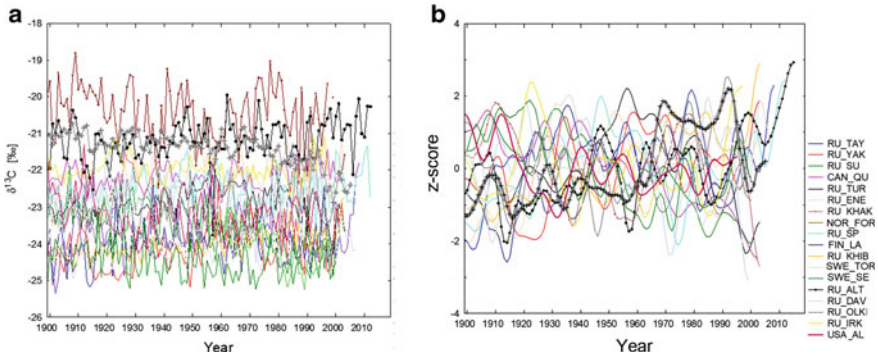 a
δ¹³C [‰]
-18
-19
-20
-21
-22
-23
-24
-25
-26
1900 1910 1920 1930 1940 1950 1960 1970 1980 1990 2000 2010
Year
b
z-score
4
2
0
-2
-4
1900 1910 1920 1930 1940 1950 1960 1970 1980 1990 2000 2010
Year
RU_TAY
RU_YAK
RU_SU
CAN_QU
RU_TUR
RU_ENE
RU_KHAK
NOR_FOR
RU_SP
FIN_LA
RU_KHIB
SWE_TOR
SWE_SE
RU_ALT
RU_DAV
RU_OLKI
RU_IRK
USA_AL